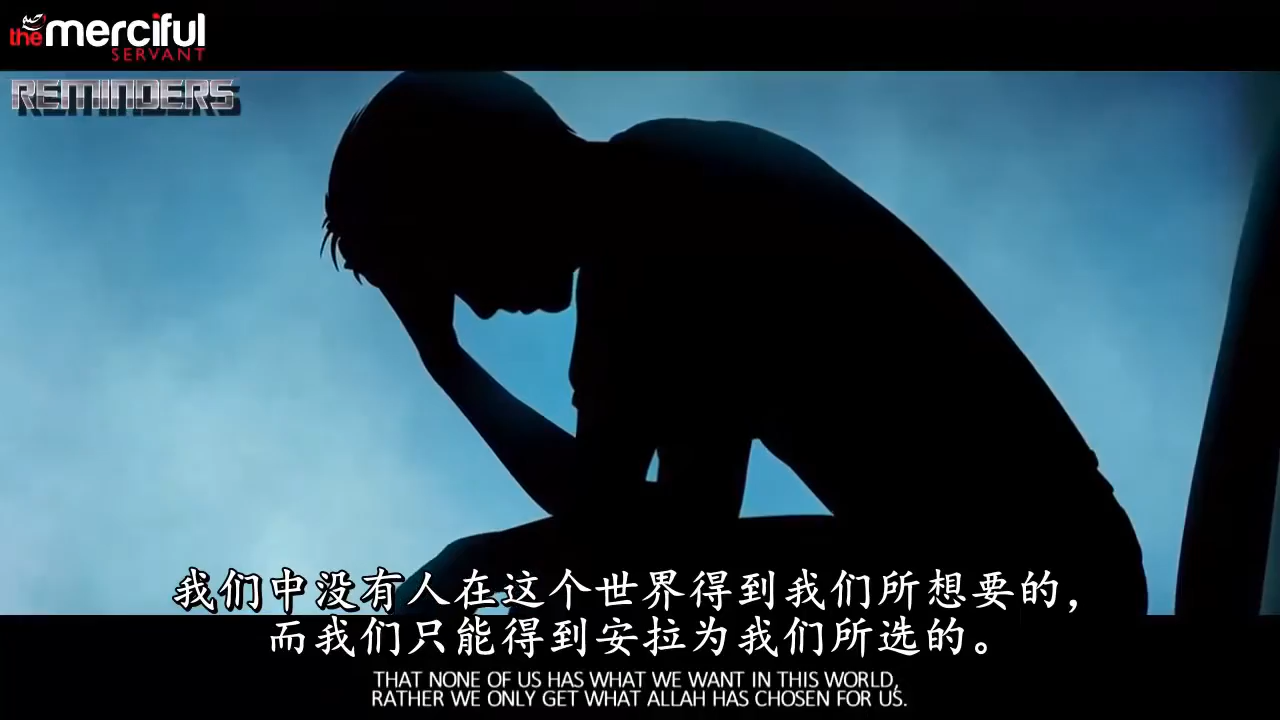 the merciful
SERVANT
REMINDERS
我们中没有人在这个世界得到我们所想要的，
而我们只能得到安拉为我们所选的。
THAT NONE OF US HAS WHAT WE WANT IN THIS WORLD,
RATHER WE ONLY GET WHAT ALLAH HAS CHOSEN FOR US.